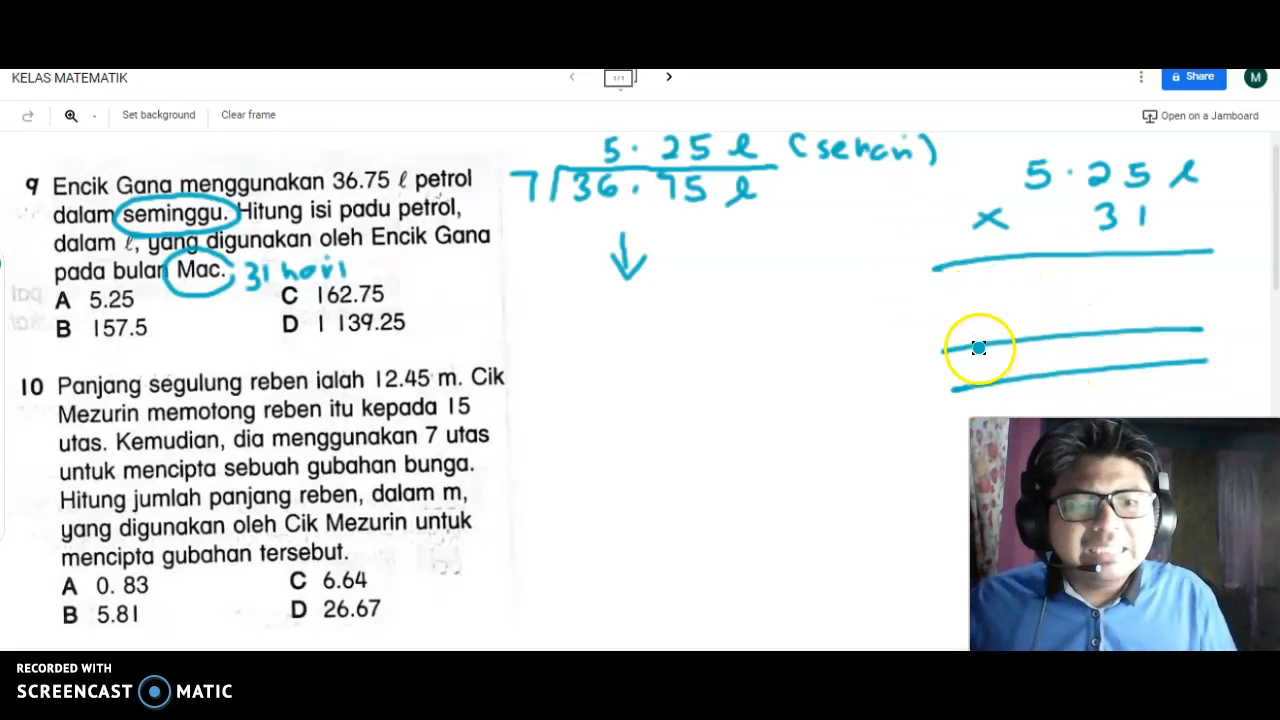 KELAS MATEMATIK
1/1
Share
M
Set background
Clear frame
Open on a Jamboard
9 Encik Gana menggunakan 36.75 ℓ petrol
dalam seminggu. Hitung isi padu petrol,
dalam ℓ, yang digunakan oleh Encik Gana
pada bulan Mac. 31 hari
A 5.25
C 162.75
B 157.5
D 1 139.25
10 Panjang segulung reben ialah 12.45 m. Cik
Mezurin memotong reben itu kepada 15
utas. Kemudian, dia menggunakan 7 utas
untuk mencipta sebuah gubahan bunga.
Hitung jumlah panjang reben, dalam m,
yang digunakan oleh Cik Mezurin untuk
mencipta gubahan tersebut.
A 0. 83
C 6.64
B 5.81
D 26.67
5.25 ℓ (sehari)
7 36.75 ℓ
5.25 ℓ
× 31
RECORDED WITH
SCREENCAST MATIC